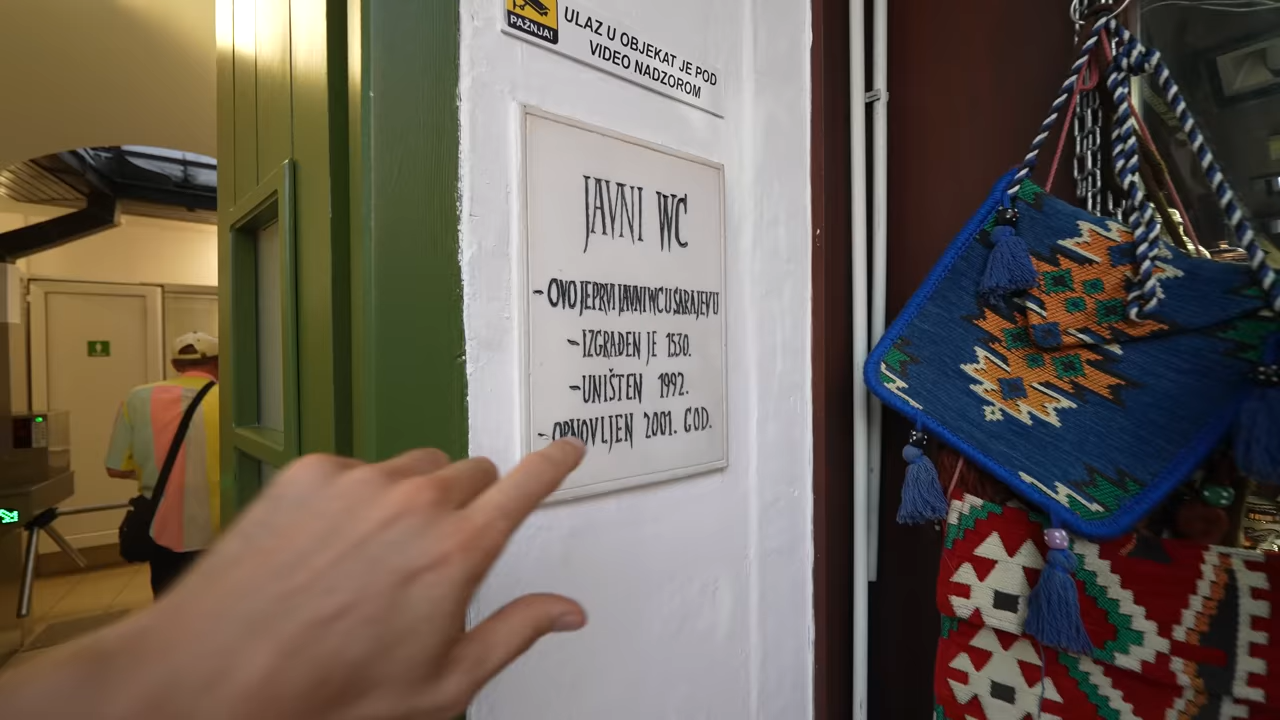 PAŽNJA!
ULAZ U OBJEKAT JE POD
VIDEO NADZOROM
JAVNI WC
- OVO JE PRVI JAVNI WC U SARAJEVU
- IZGRAĐEN JE 1530.
- UNIŠTEN 1992.
- OBNOVLJEN 2001. GOD.